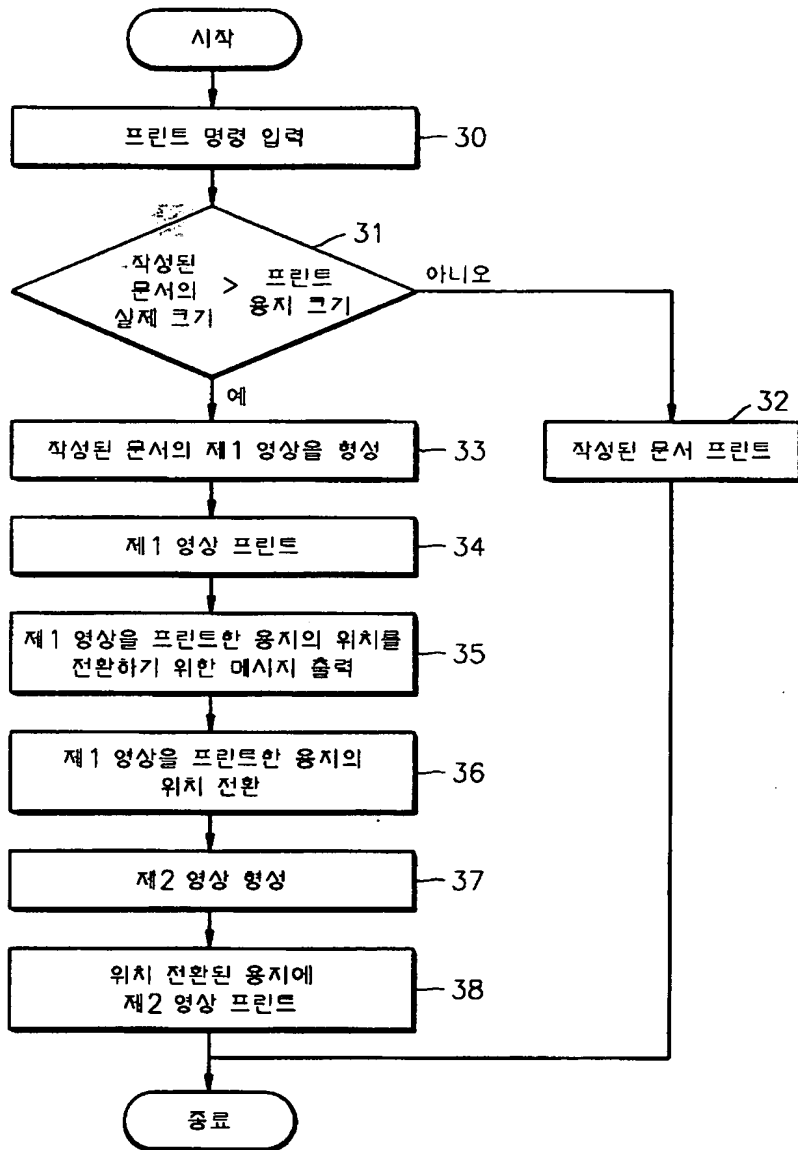 시작
프린트 명령 입력
30
31
작성된
문서의
실제 크기
>
프린트
용지 크기
아니오
예
32
작성된 문서의 제1 영상을 형성
33
작성된 문서 프린트
제1 영상 프린트
34
제1 영상을 프린트한 용지의 위치를
전환하기 위한 메시지 출력
35
제1 영상을 프린트한 용지의
위치 전환
36
제2 영상 형성
37
위치 전환된 용지에
제2 영상 프린트
38
종료